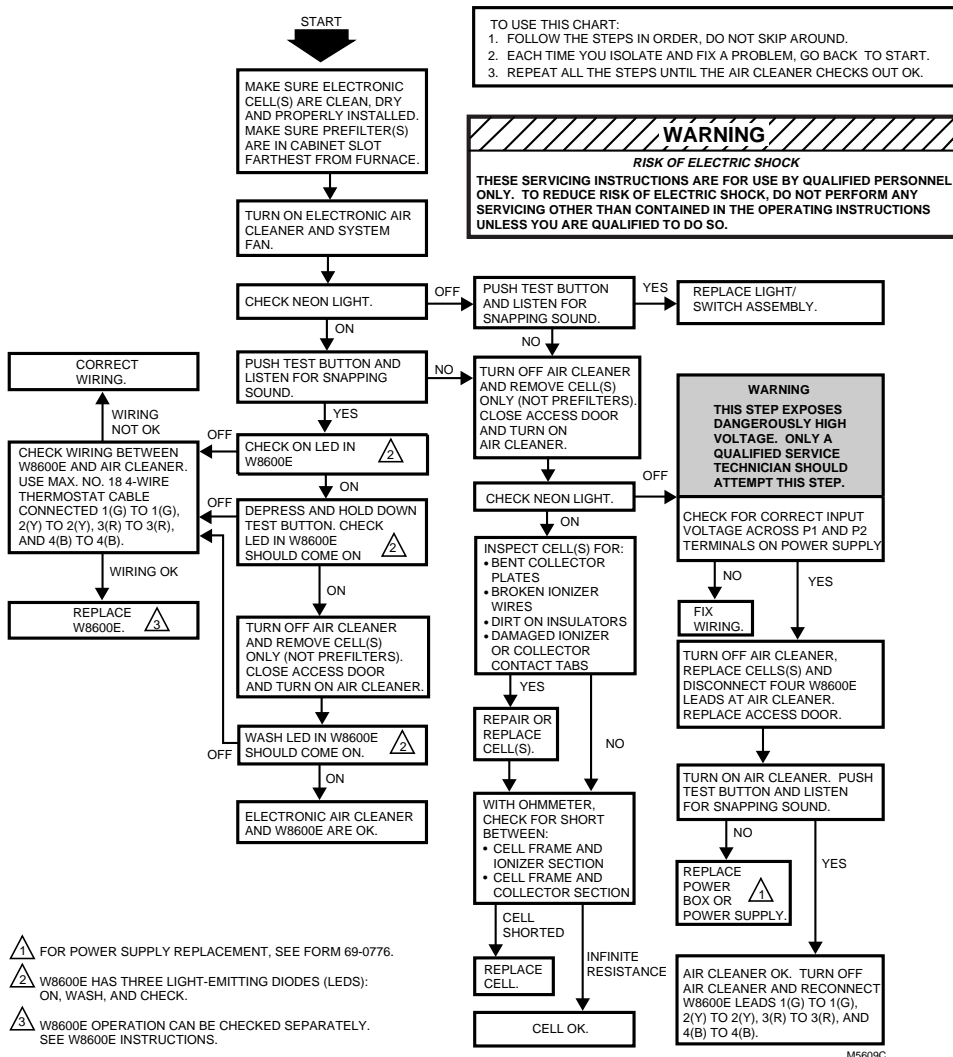 START
TO USE THIS CHART:
1. FOLLOW THE STEPS IN ORDER, DO NOT SKIP AROUND.
2. EACH TIME YOU ISOLATE AND FIX A PROBLEM, GO BACK TO START.
3. REPEAT ALL THE STEPS UNTIL THE AIR CLEANER CHECKS OUT OK.
WARNING
RISK OF ELECTRIC SHOCK
THESE SERVICING INSTRUCTIONS ARE FOR USE BY QUALIFIED PERSONNEL
ONLY. TO REDUCE RISK OF ELECTRIC SHOCK, DO NOT PERFORM ANY
SERVICING OTHER THAN CONTAINED IN THE OPERATING INSTRUCTIONS
UNLESS YOU ARE QUALIFIED TO DO SO.
MAKE SURE ELECTRONIC
CELL(S) ARE CLEAN, DRY
AND PROPERLY INSTALLED.
MAKE SURE PREFILTER(S)
ARE IN CABINET SLOT
FARTHEST FROM FURNACE.
TURN ON ELECTRONIC AIR
CLEANER AND SYSTEM
FAN.
CHECK NEON LIGHT.
OFF
PUSH TEST BUTTON
AND LISTEN FOR
SNAPPING SOUND.
YES
REPLACE LIGHT/
SWITCH ASSEMBLY.
ON
NO
PUSH TEST BUTTON AND
LISTEN FOR SNAPPING
SOUND.
NO
TURN OFF AIR CLEANER
AND REMOVE CELL(S)
ONLY (NOT PREFILTERS).
CLOSE ACCESS DOOR
AND TURN ON
AIR CLEANER.
YES
CORRECT
WIRING.
WIRING
NOT OK
CHECK WIRING BETWEEN
W8600E AND AIR CLEANER.
USE MAX. NO. 18 4-WIRE
THERMOSTAT CABLE
CONNECTED 1(G) TO 1(G),
2(Y) TO 2(Y), 3(R) TO 3(R),
AND 4(B) TO 4(B).
WIRING OK
REPLACE
W8600E. 3
OFF
CHECK ON LED IN
W8600E 2
ON
OFF
DEPRESS AND HOLD DOWN
TEST BUTTON. CHECK
LED IN W8600E
SHOULD COME ON 2
ON
TURN OFF AIR CLEANER
AND REMOVE CELL(S)
ONLY (NOT PREFILTERS).
CLOSE ACCESS DOOR
AND TURN ON AIR CLEANER.
OFF
WASH LED IN W8600E
SHOULD COME ON. 2
ON
ELECTRONIC AIR CLEANER
AND W8600E ARE OK.
CHECK NEON LIGHT.
OFF
ON
INSPECT CELL(S) FOR:
• BENT COLLECTOR
PLATES
• BROKEN IONIZER
WIRES
• DIRT ON INSULATORS
• DAMAGED IONIZER
OR COLLECTOR
CONTACT TABS
YES
NO
REPAIR OR
REPLACE
CELL(S).
WITH OHMMETER,
CHECK FOR SHORT
BETWEEN:
• CELL FRAME AND
IONIZER SECTION
• CELL FRAME AND
COLLECTOR SECTION
CELL
SHORTED
INFINITE
RESISTANCE
REPLACE
CELL.
CELL OK.
WARNING
THIS STEP EXPOSES
DANGEROUSLY HIGH
VOLTAGE. ONLY A
QUALIFIED SERVICE
TECHNICIAN SHOULD
ATTEMPT THIS STEP.
CHECK FOR CORRECT INPUT
VOLTAGE ACROSS P1 AND P2
TERMINALS ON POWER SUPPLY
NO
YES
FIX
WIRING.
TURN OFF AIR CLEANER,
REPLACE CELLS(S) AND
DISCONNECT FOUR W8600E
LEADS AT AIR CLEANER.
REPLACE ACCESS DOOR.
TURN ON AIR CLEANER. PUSH
TEST BUTTON AND LISTEN
FOR SNAPPING SOUND.
NO
YES
REPLACE
POWER
BOX OR
POWER SUPPLY. 1
AIR CLEANER OK. TURN OFF
AIR CLEANER AND RECONNECT
W8600E LEADS 1(G) TO 1(G),
2(Y) TO 2(Y), 3(R) TO 3(R), AND
4(B) TO 4(B).
1 FOR POWER SUPPLY REPLACEMENT, SEE FORM 69-0776.
2 W8600E HAS THREE LIGHT-EMITTING DIODES (LEDS):
ON, WASH, AND CHECK.
3 W8600E OPERATION CAN BE CHECKED SEPARATELY.
SEE W8600E INSTRUCTIONS.
M5609C